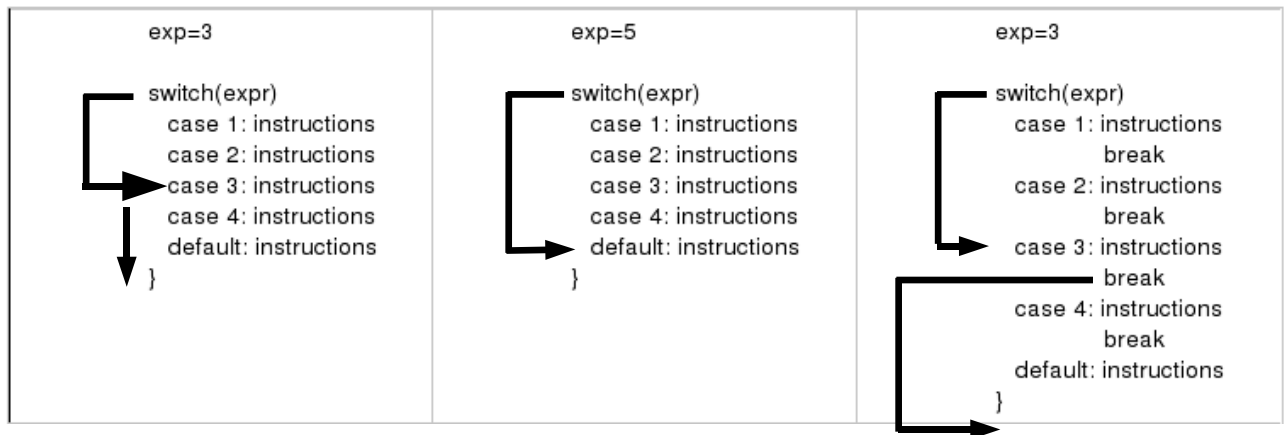 exp=3
switch(expr)
case 1: instructions
case 2: instructions
case 3: instructions
case 4: instructions
default: instructions
}
exp=5
switch(expr)
case 1: instructions
case 2: instructions
case 3: instructions
case 4: instructions
default: instructions
}
exp=3
switch(expr)
case 1: instructions
break
case 2: instructions
break
case 3: instructions
break
case 4: instructions
break
default: instructions
}